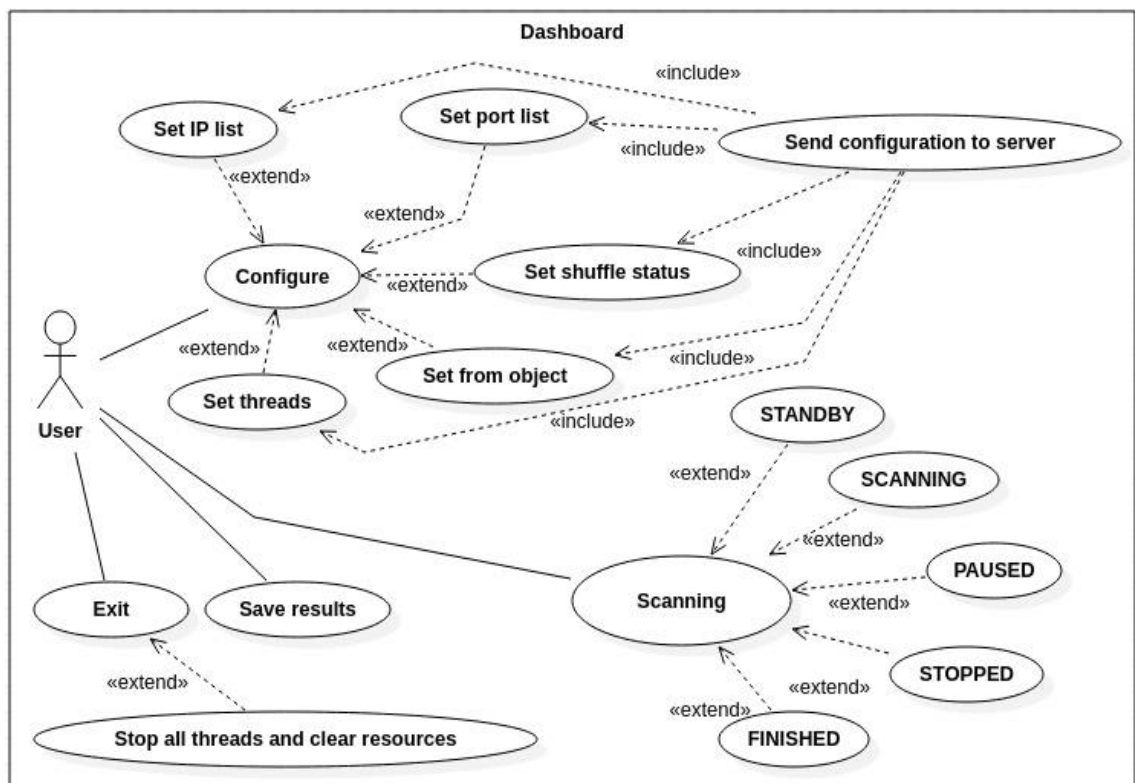 Dashboard
«include»
Set IP list
Set port list
Send configuration to server
«include»
«extend»
«extend»
«include»
Configure
Set shuffle status
«extend»
«extend»
«extend»
«include»
Set from object
Set threads
«include»
STANDBY
User
«extend»
SCANNING
«extend»
PAUSED
Exit
Save results
Scanning
«extend»
STOPPED
«extend»
«extend»
«extend»
Stop all threads and clear resources
FINISHED